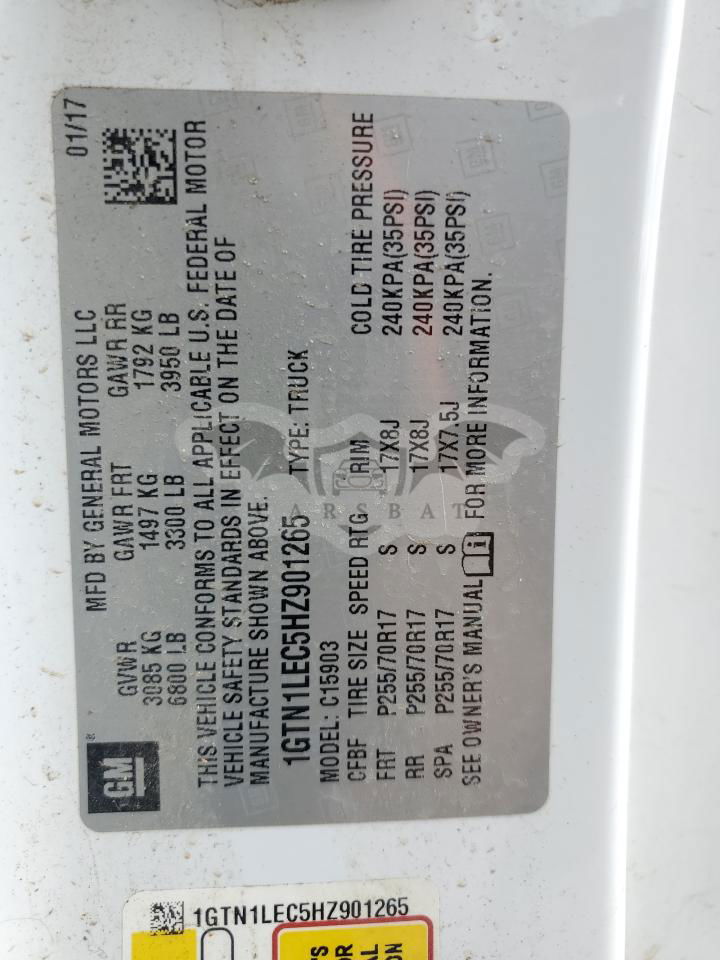 GM ®
MFD BY GENERAL MOTORS LLC 01/17
GVWR GAWR FRT GAWR RR
3085 KG 1497 KG 1792 KG
6800 LB 3300 LB 3950 LB
THIS VEHICLE CONFORMS TO ALL APPLICABLE U.S. FEDERAL MOTOR
VEHICLE SAFETY STANDARDS IN EFFECT ON THE DATE OF
MANUFACTURE SHOWN ABOVE.
1GTN1LEC5HZ901265 TYPE: TRUCK
MODEL: C15903
CFBF TIRE SIZE SPEED RTG RIM COLD TIRE PRESSURE
FRT P255/70R17 S 17X8J 240KPA(35PSI)
RR P255/70R17 S 17X8J 240KPA(35PSI)
SPA P255/70R17 S 17X7.5J 240KPA(35PSI)
SEE OWNER'S MANUAL FOR MORE INFORMATION.
ARSBAT
1GTN1LEC5HZ901265